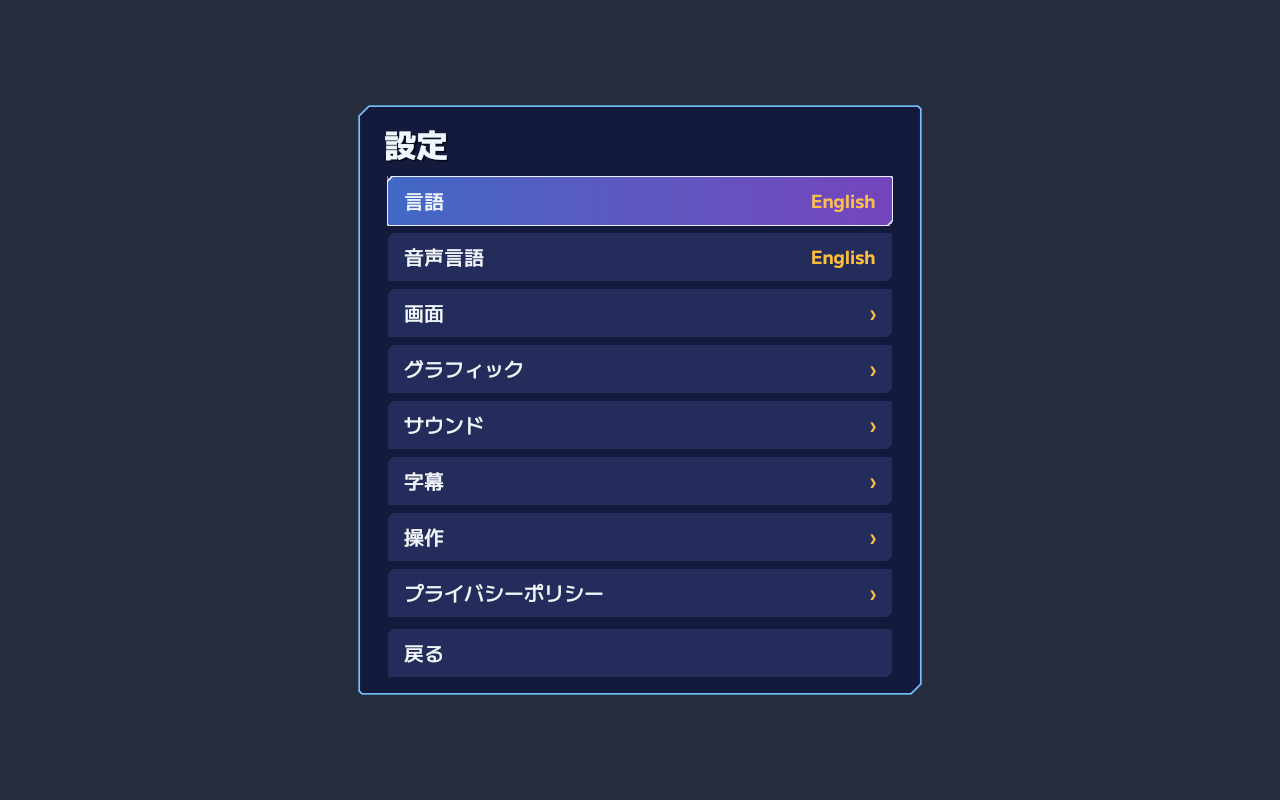 設定
言語 English
音声言語 English
画面 ›
グラフィック ›
サウンド ›
字幕 ›
操作 ›
プライバシーポリシー ›
戻る